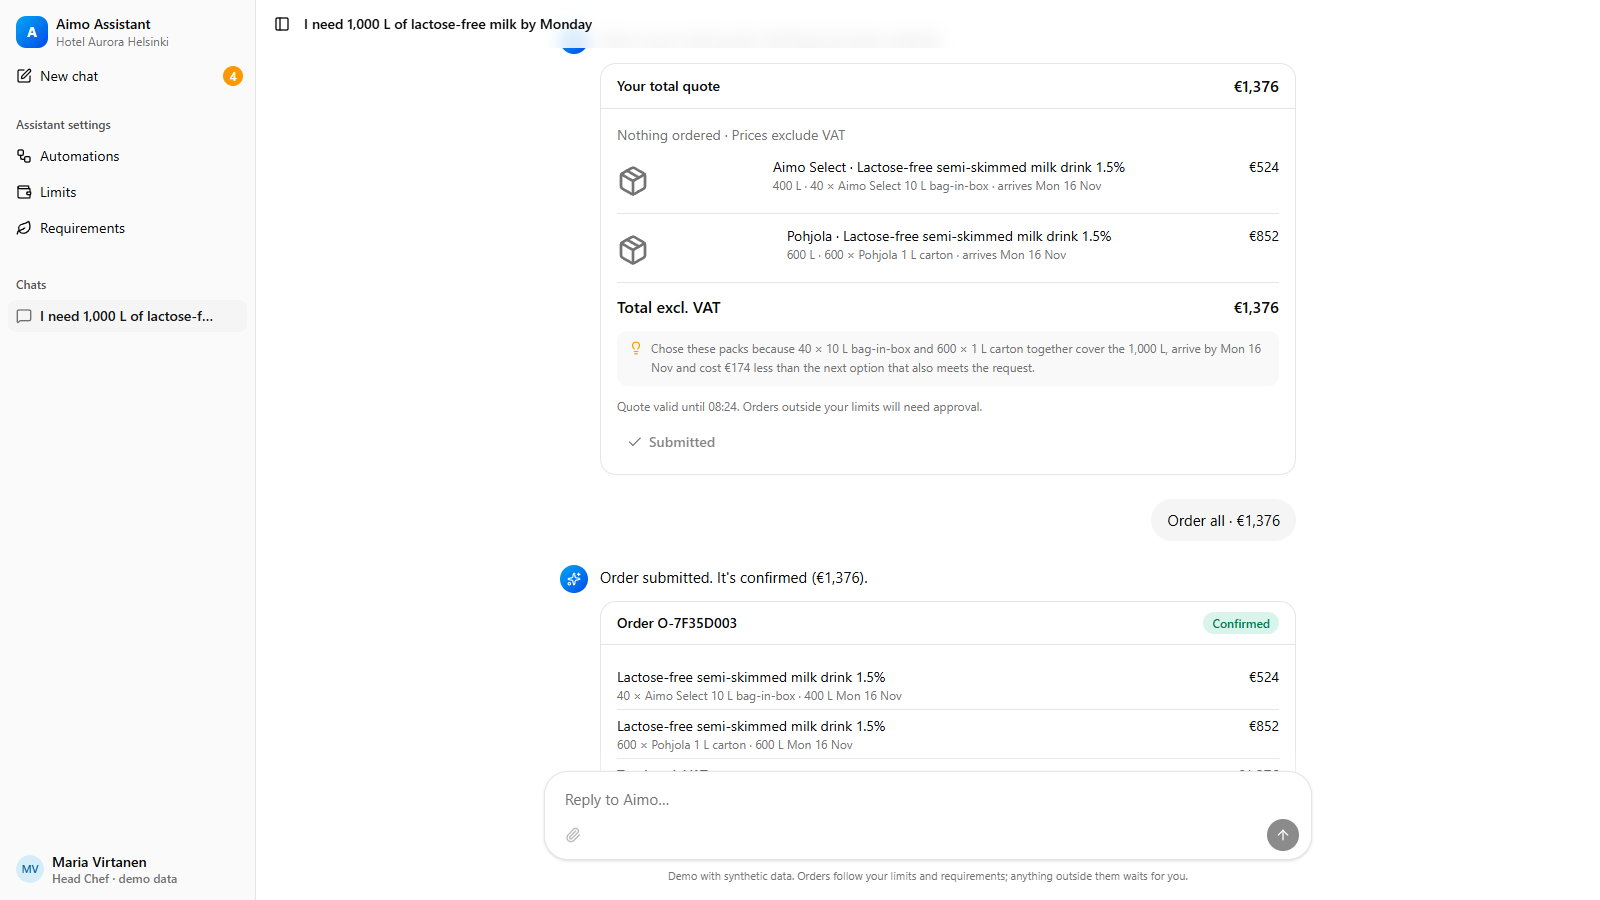 A
Aimo Assistant
Hotel Aurora Helsinki
New chat
4
Assistant settings
Automations
Limits
Requirements
Chats
I need 1,000 L of lactose-f...
MV
Maria Virtanen
Head Chef · demo data
I need 1,000 L of lactose-free milk by Monday
Your total quote
€1,376
Nothing ordered · Prices exclude VAT
Aimo Select · Lactose-free semi-skimmed milk drink 1.5%
€524
400 L · 40 × Aimo Select 10 L bag-in-box · arrives Mon 16 Nov
Pohjola · Lactose-free semi-skimmed milk drink 1.5%
€852
600 L · 600 × Pohjola 1 L carton · arrives Mon 16 Nov
Total excl. VAT
€1,376
Chose these packs because 40 × 10 L bag-in-box and 600 × 1 L carton together cover the 1,000 L, arrive by Mon 16
Nov and cost €174 less than the next option that also meets the request.
Quote valid until 08:24. Orders outside your limits will need approval.
Submitted
Order all · €1,376
Order submitted. It's confirmed (€1,376).
Order O-7F35D003
Confirmed
Lactose-free semi-skimmed milk drink 1.5%
€524
40 × Aimo Select 10 L bag-in-box · 400 L Mon 16 Nov
Lactose-free semi-skimmed milk drink 1.5%
€852
600 × Pohjola 1 L carton · 600 L Mon 16 Nov
Reply to Aimo...
Demo with synthetic data. Orders follow your limits and requirements; anything outside them waits for you.